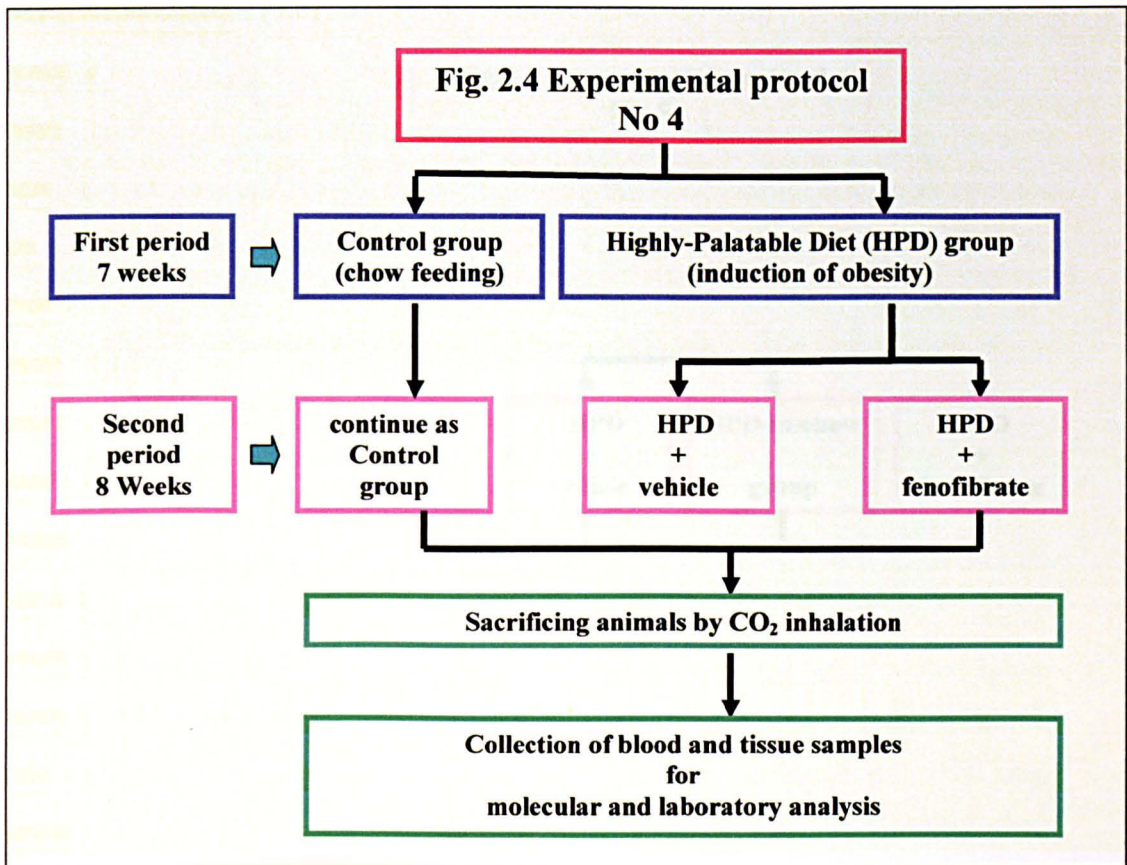 Fig. 2.4 Experimental protocol
No 4
First period
7 weeks
Control group
(chow feeding)
Highly-Palatable Diet (HPD) group
(induction of obesity)
Second
period
8 Weeks
continue as
Control
group
HPD
+
vehicle
HPD
+
fenofibrate
Sacrificing animals by CO₂ inhalation
Collection of blood and tissue samples
for
molecular and laboratory analysis